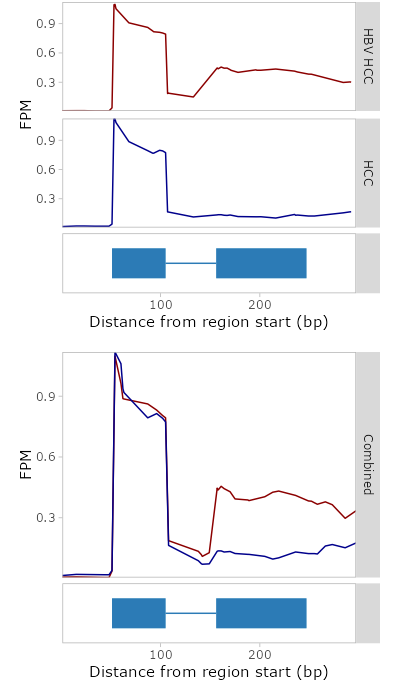 0.9
0.6
0.3
HBV HCC
FPM
0.9
0.6
0.3
HCC
100
200
Distance from region start (bp)
0.9
0.6
0.3
FPM
Combined
100
200
Distance from region start (bp)